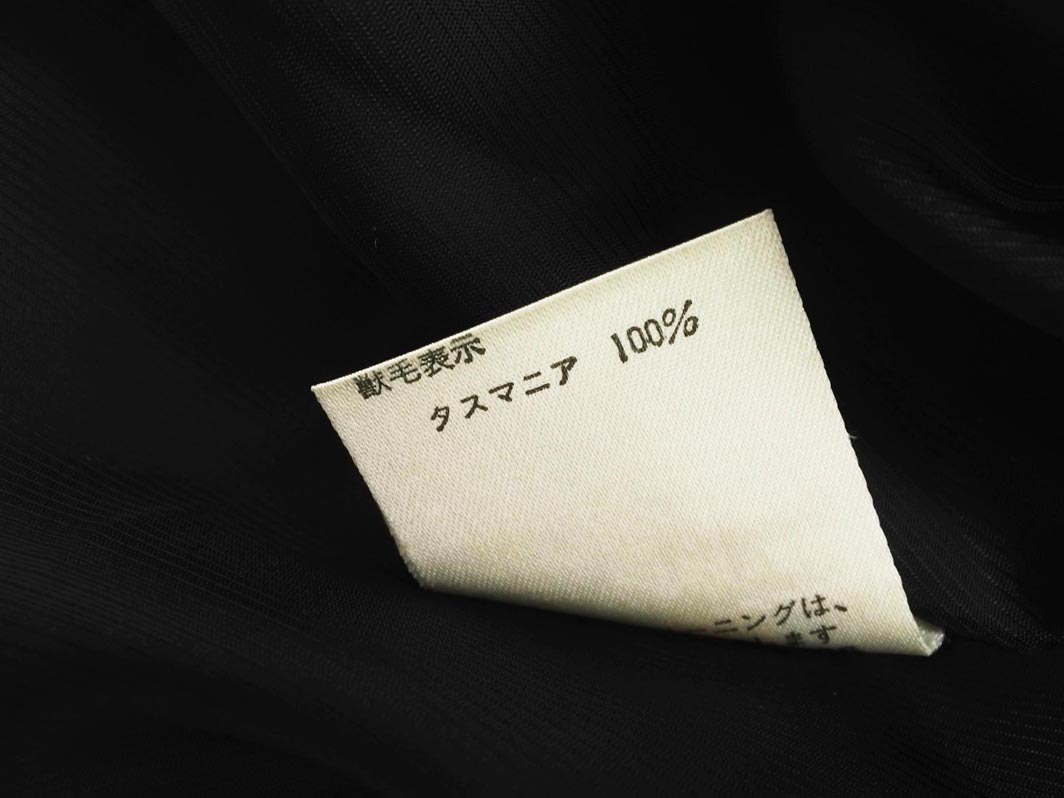 獣毛表示
タスマニア 100%
ニングは、
ます